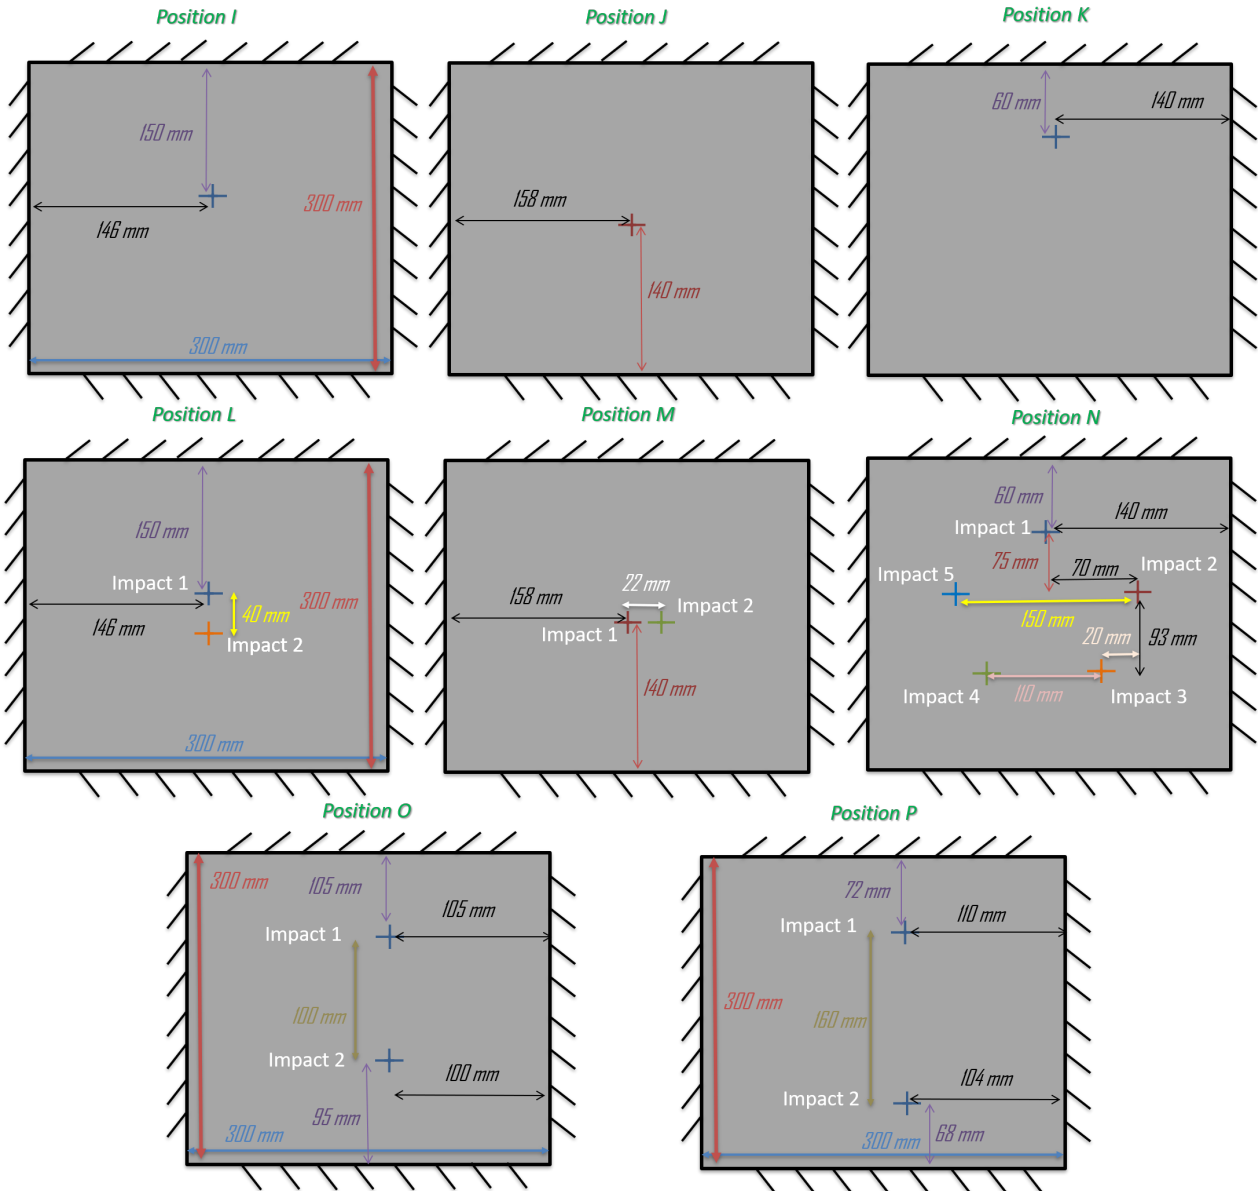 Position I
Position J
Position K
150 mm
146 mm
300 mm
300 mm
158 mm
140 mm
60 mm
140 mm
Position L
Position M
Position N
150 mm
Impact 1
146 mm
40 mm
300 mm
Impact 2
300 mm
158 mm
22 mm
Impact 1
Impact 2
140 mm
60 mm
Impact 1
140 mm
75 mm
70 mm
Impact 2
Impact 5
150 mm
20 mm
93 mm
Impact 4
110 mm
Impact 3
Position O
Position P
300 mm
105 mm
105 mm
Impact 1
100 mm
Impact 2
100 mm
95 mm
300 mm
72 mm
110 mm
Impact 1
300 mm
160 mm
Impact 2
104 mm
68 mm
300 mm